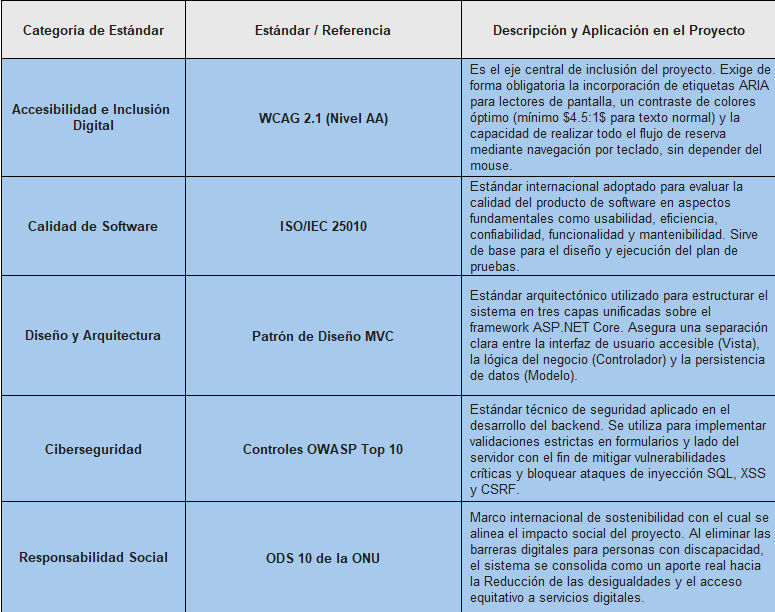 Categoría de Estándar
Estándar / Referencia
Descripción y Aplicación en el Proyecto
Accesibilidad e Inclusión
Digital
WCAG 2.1 (Nivel AA)
Es el eje central de inclusión del proyecto. Exige de
forma obligatoria la incorporación de etiquetas ARIA
para lectores de pantalla, un contraste de colores
óptimo (mínimo $4.5:1$ para texto normal) y la
capacidad de realizar todo el flujo de reserva
mediante navegación por teclado, sin depender del
mouse.
Calidad de Software
ISO/IEC 25010
Estándar internacional adoptado para evaluar la
calidad del producto de software en aspectos
fundamentales como usabilidad, eficiencia,
confiabilidad, funcionalidad y mantenibilidad. Sirve
de base para el diseño y ejecución del plan de
pruebas.
Diseño y Arquitectura
Patrón de Diseño MVC
Estándar arquitectónico utilizado para estructurar el
sistema en tres capas unificadas sobre el
framework ASP.NET Core. Asegura una separación
clara entre la interfaz de usuario accesible (Vista),
la lógica del negocio (Controlador) y la persistencia
de datos (Modelo).
Ciberseguridad
Controles OWASP Top 10
Estándar técnico de seguridad aplicado en el
desarrollo del backend. Se utiliza para implementar
validaciones estrictas en formularios y lado del
servidor con el fin de mitigar vulnerabilidades
críticas y bloquear ataques de inyección SQL, XSS
y CSRF.
Responsabilidad Social
ODS 10 de la ONU
Marco internacional de sostenibilidad con el cual se
alinea el impacto social del proyecto. Al eliminar las
barreras digitales para personas con discapacidad,
el sistema se consolida como un aporte real hacia
la Reducción de las desigualdades y el acceso
equitativo a servicios digitales.